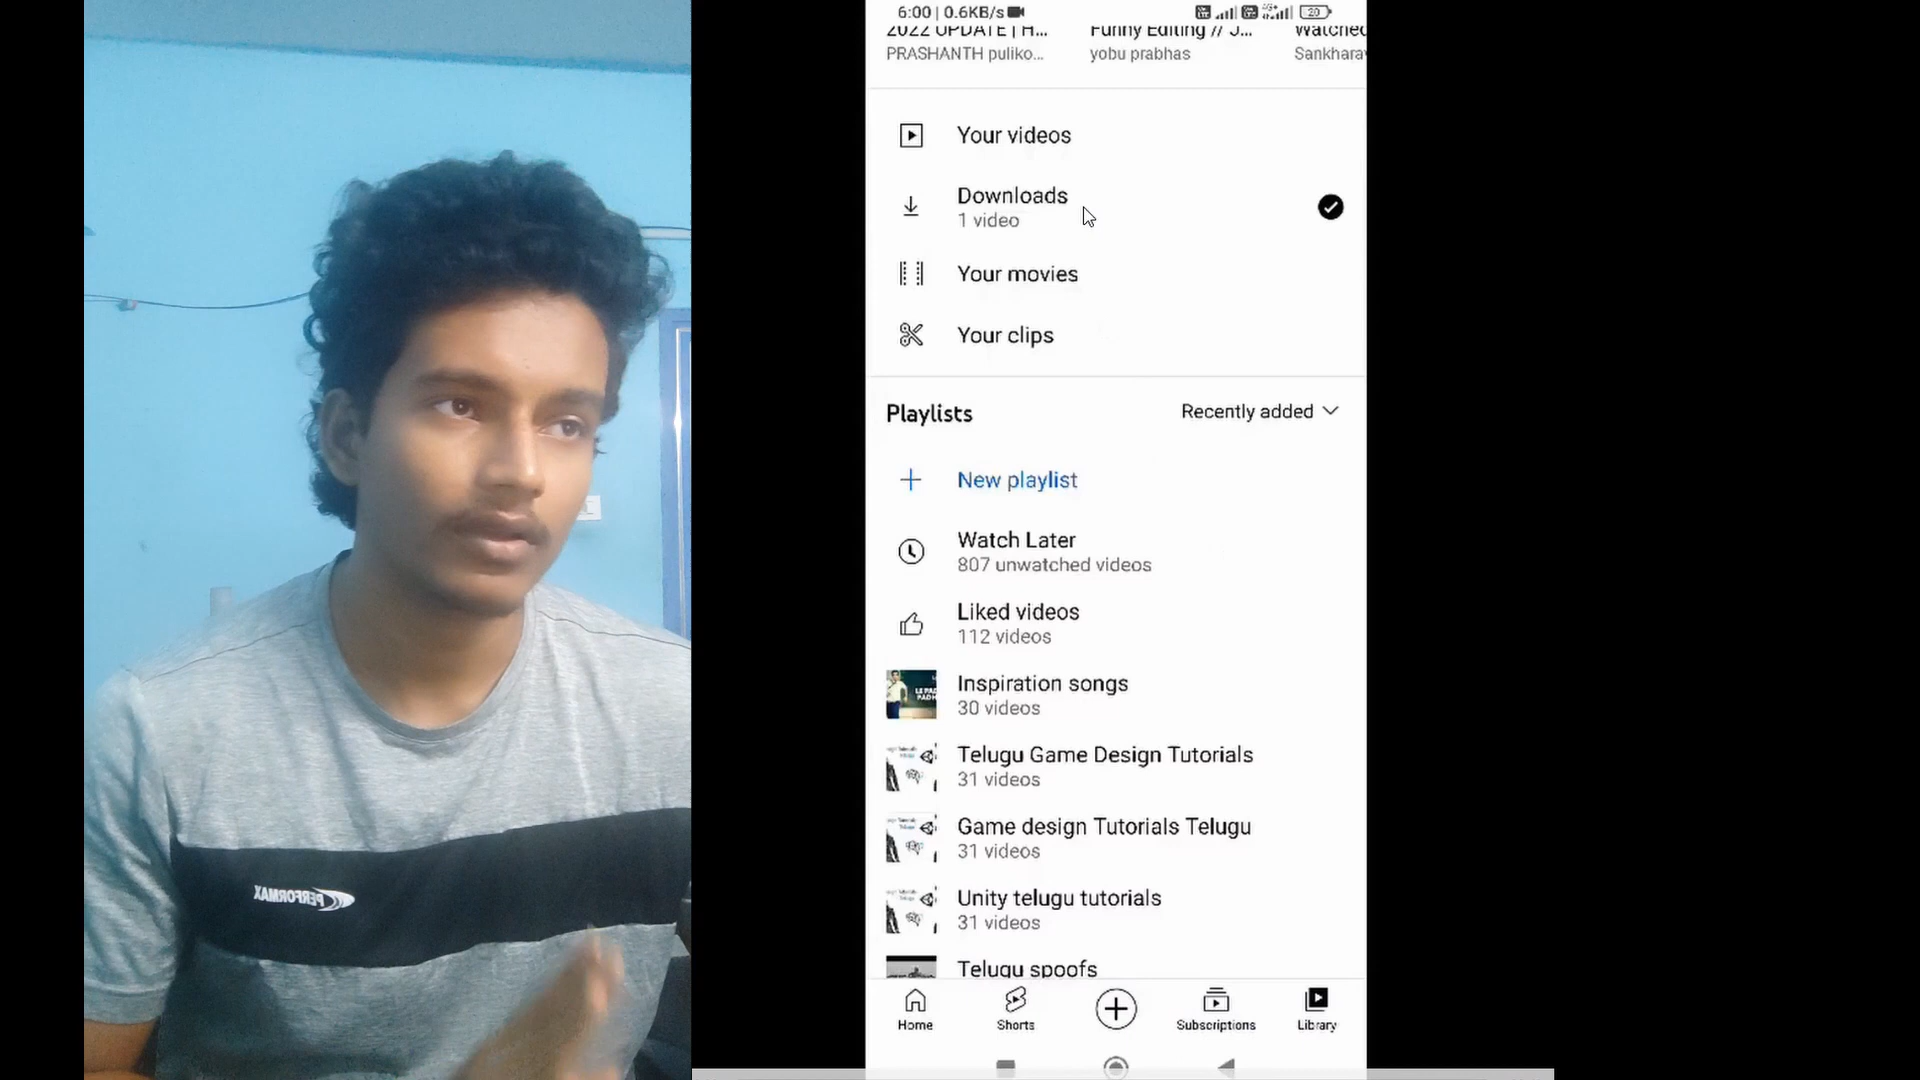 6:00 | 0.6KB/s
20
2022 UPDATE | H...
Funny Editing // J...
Watched
PRASHANTH puliko...
yobu prabhas
Sankharav
Your videos
Downloads
1 video
Your movies
Your clips
Playlists
Recently added
New playlist
Watch Later
807 unwatched videos
Liked videos
112 videos
Inspiration songs
30 videos
Telugu Game Design Tutorials
31 videos
Game design Tutorials Telugu
31 videos
Unity telugu tutorials
31 videos
Telugu spoofs
Home
Shorts
Subscriptions
Library
PERFORMAX